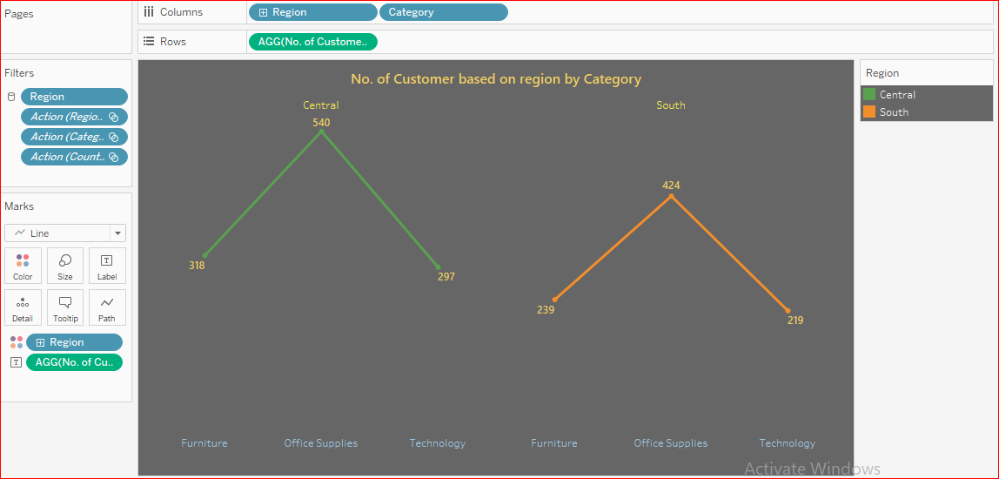 Pages
Columns
Region
Category
Rows
AGG(No. of Custome..
Filters
Region
Action (Regio..
Action (Categ..
Action (Count..
Marks
Line
Color
Size
Label
Detail
Tooltip
Path
Region
AGG(No. of Cu..
No. of Customer based on region by Category
Central
South
540
424
318
297
239
219
Furniture
Office Supplies
Technology
Furniture
Office Supplies
Technology
Region
Central
South
Activate Windows